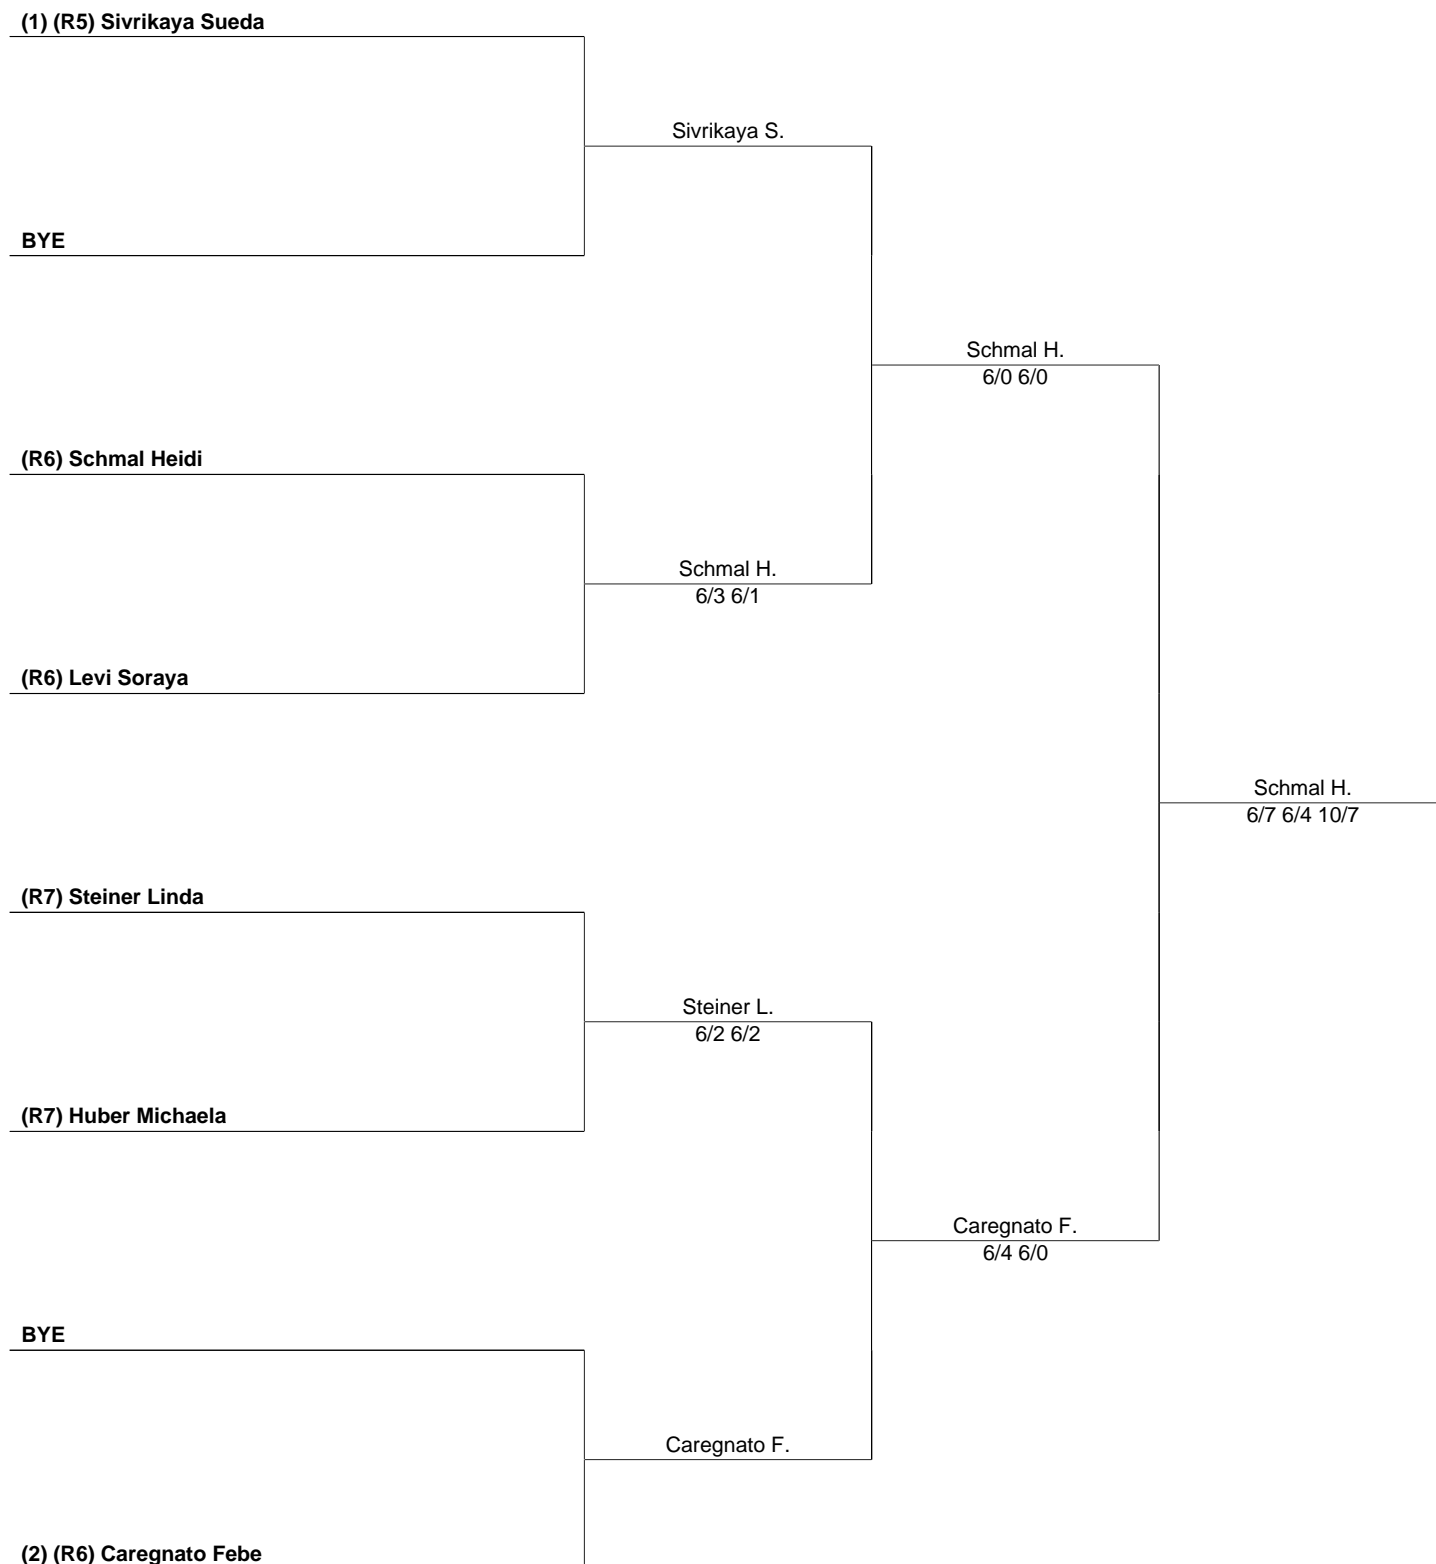 (1) (R5) Sivrikaya Sueda
Sivrikaya S.
BYE
Schmal H.
6/0 6/0
(R6) Schmal Heidi
Schmal H.
6/3 6/1
(R6) Levi Soraya
Schmal H.
6/7 6/4 10/7
(R7) Steiner Linda
Steiner L.
6/2 6/2
(R7) Huber Michaela
Caregnato F.
6/4 6/0
BYE
Caregnato F.
(2) (R6) Caregnato Febe